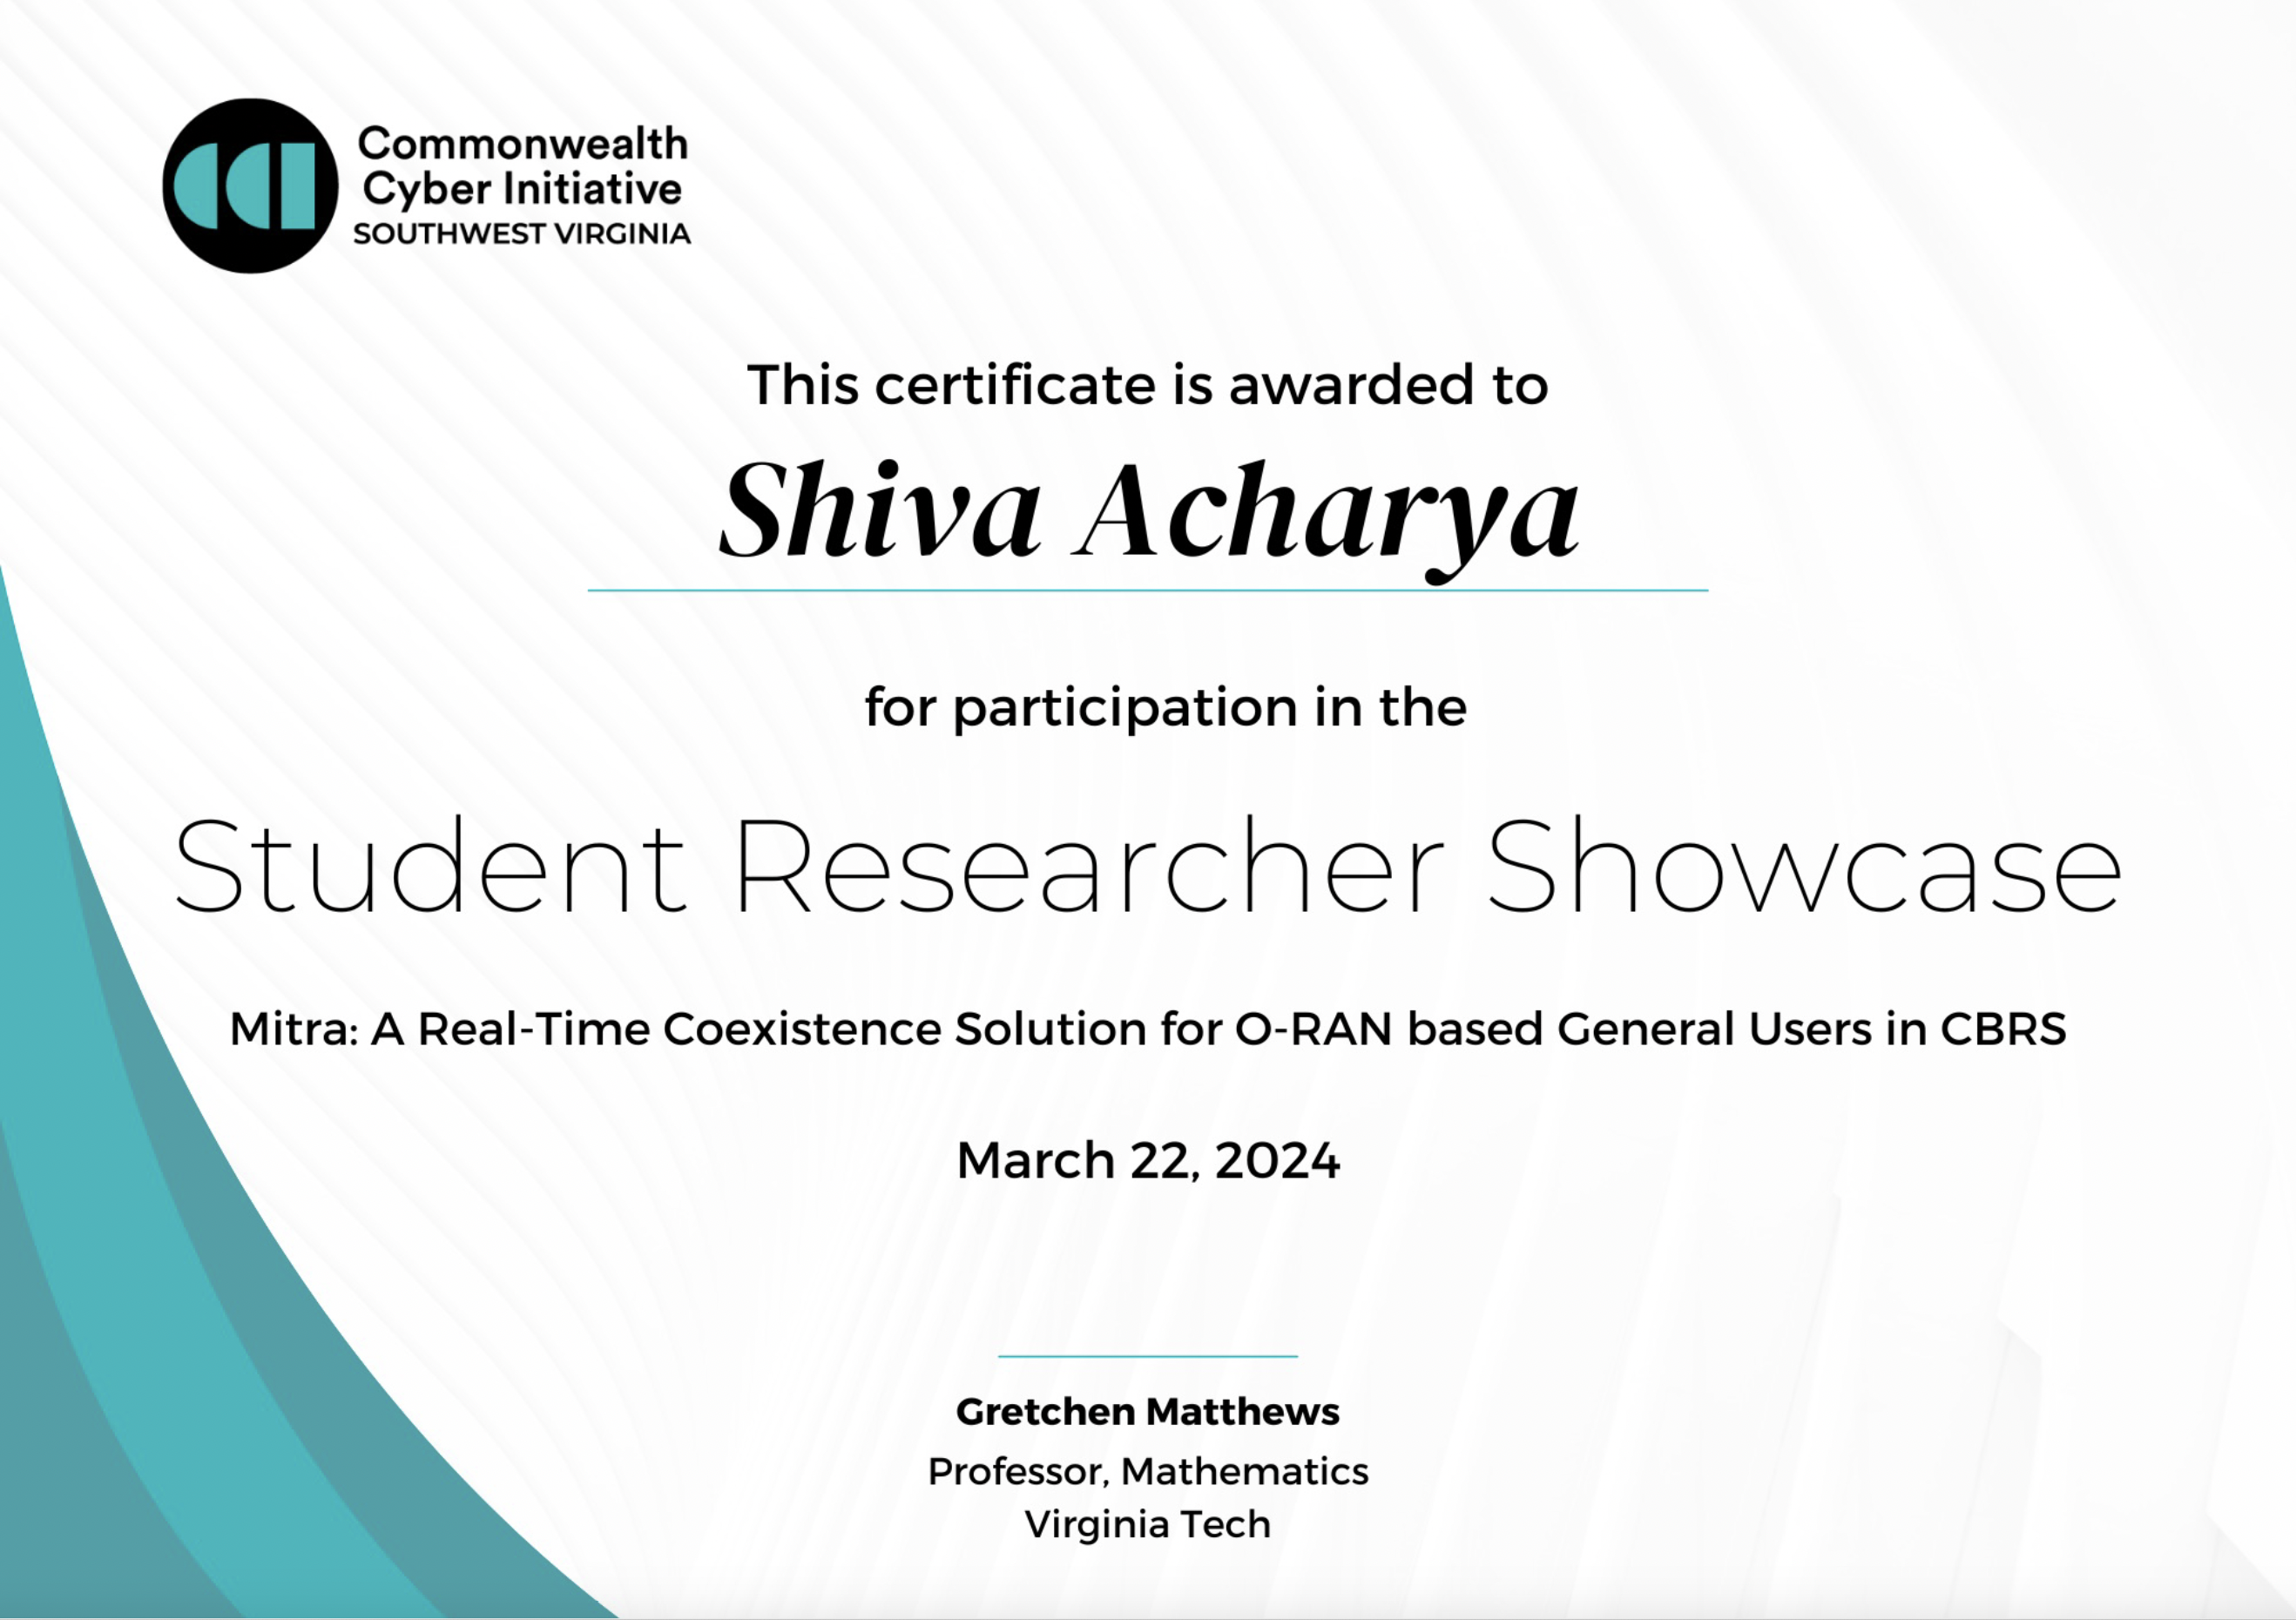 Commonwealth
Cyber Initiative
SOUTHWEST VIRGINIA
This certificate is awarded to
Shiva Acharya
for participation in the
Student Researcher Showcase
Mitra: A Real-Time Coexistence Solution for O-RAN based General Users in CBRS
March 22, 2024
Gretchen Matthews
Professor, Mathematics
Virginia Tech